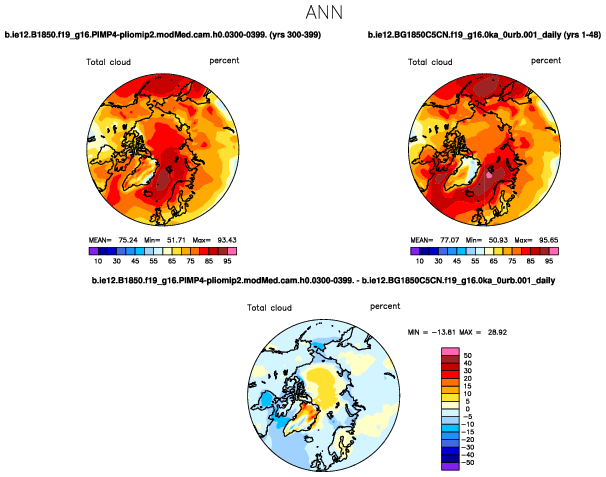 ANN
b.ie12.B1850.f19_g16.PIMP4-pliomip2.modMed.cam.h0.0300-0399. (yrs 300-399)
b.ie12.BG1850C5CN.f19_g16.0ka_0urb.001_daily (yrs 1-48)
Total cloud percent
Total cloud percent
MEAN= 75.24 Min= 51.71 Max= 93.43
MEAN= 77.07 Min= 50.93 Max= 95.65
10 30 45 55 65 75 85 95
10 30 45 55 65 75 85 95
b.ie12.B1850.f19_g16.PIMP4-pliomip2.modMed.cam.h0.0300-0399. - b.ie12.BG1850C5CN.f19_g16.0ka_0urb.001_daily
Total cloud percent
MIN = -13.81 MAX = 28.92
50
40
30
20
15
10
5
0
-5
-10
-15
-20
-30
-40
-50